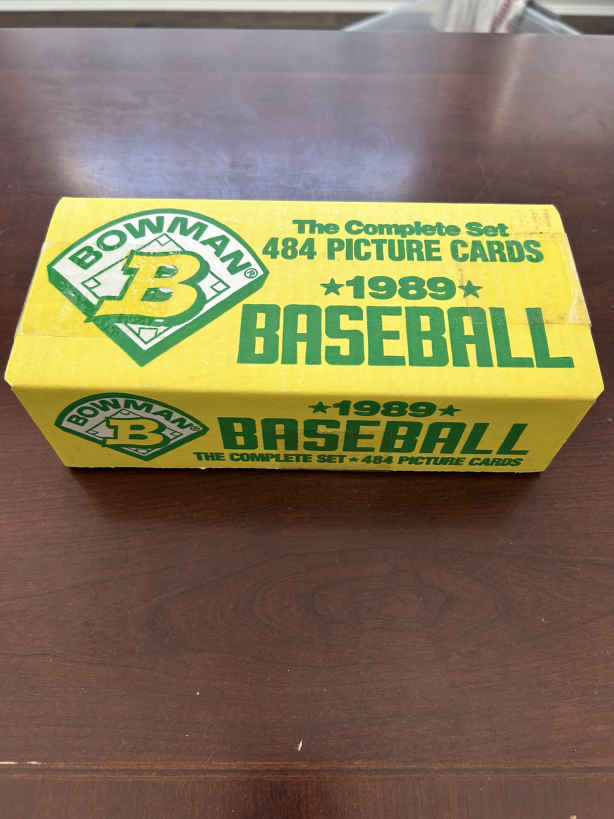 BOWMAN®
B
The Complete Set
484 PICTURE CARDS
★1989★
BASEBALL
BOWMAN®
B
★1989★
BASEBALL
THE COMPLETE SET ★ 484 PICTURE CARDS